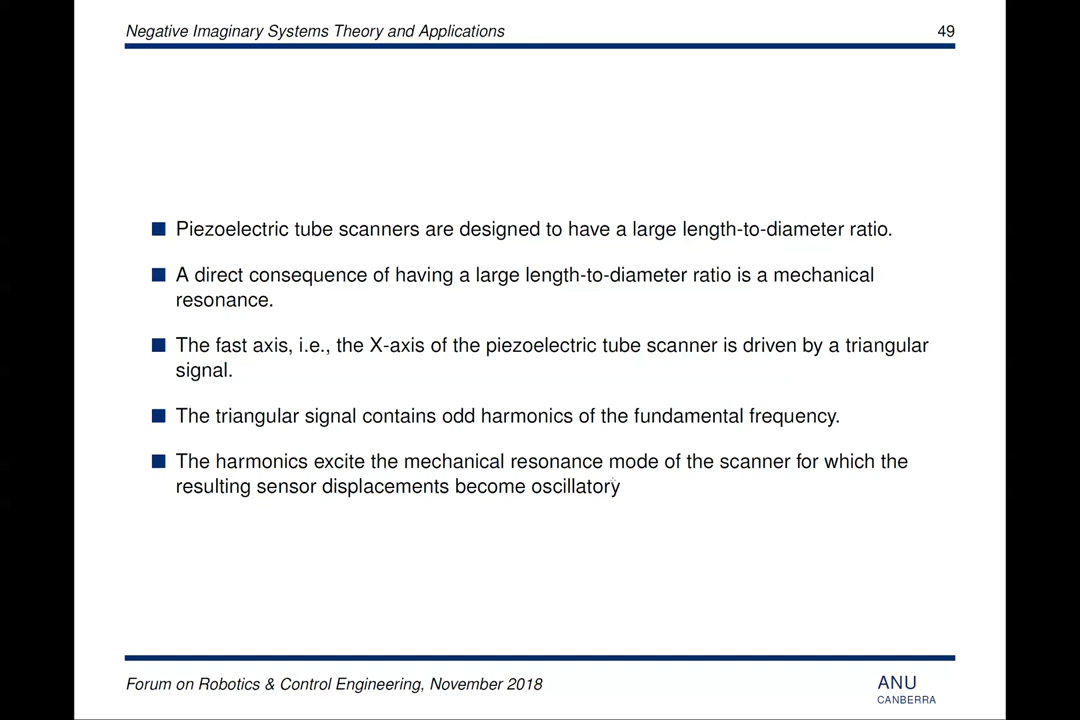 Negative Imaginary Systems Theory and Applications 49
Piezoelectric tube scanners are designed to have a large length-to-diameter ratio.
A direct consequence of having a large length-to-diameter ratio is a mechanical
resonance.
The fast axis, i.e., the X-axis of the piezoelectric tube scanner is driven by a triangular
signal.
The triangular signal contains odd harmonics of the fundamental frequency.
The harmonics excite the mechanical resonance mode of the scanner for which the
resulting sensor displacements become oscillatory
Forum on Robotics & Control Engineering, November 2018
ANU
CANBERRA